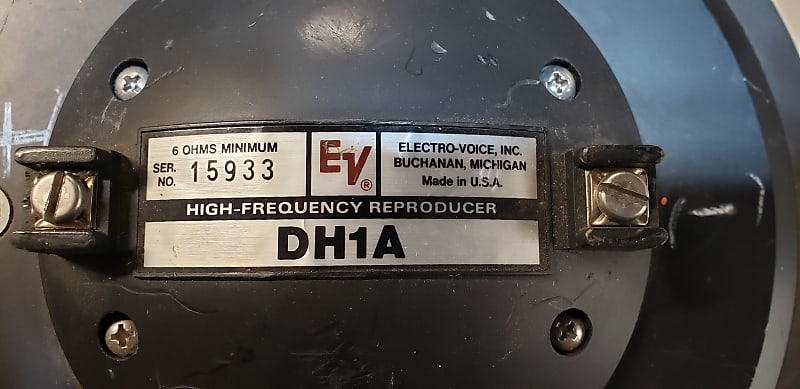 6 OHMS MINIMUM
SER. NO. 15933
EV®
ELECTRO-VOICE, INC.
BUCHANAN, MICHIGAN
Made in U.S.A.
HIGH-FREQUENCY REPRODUCER
DH1A